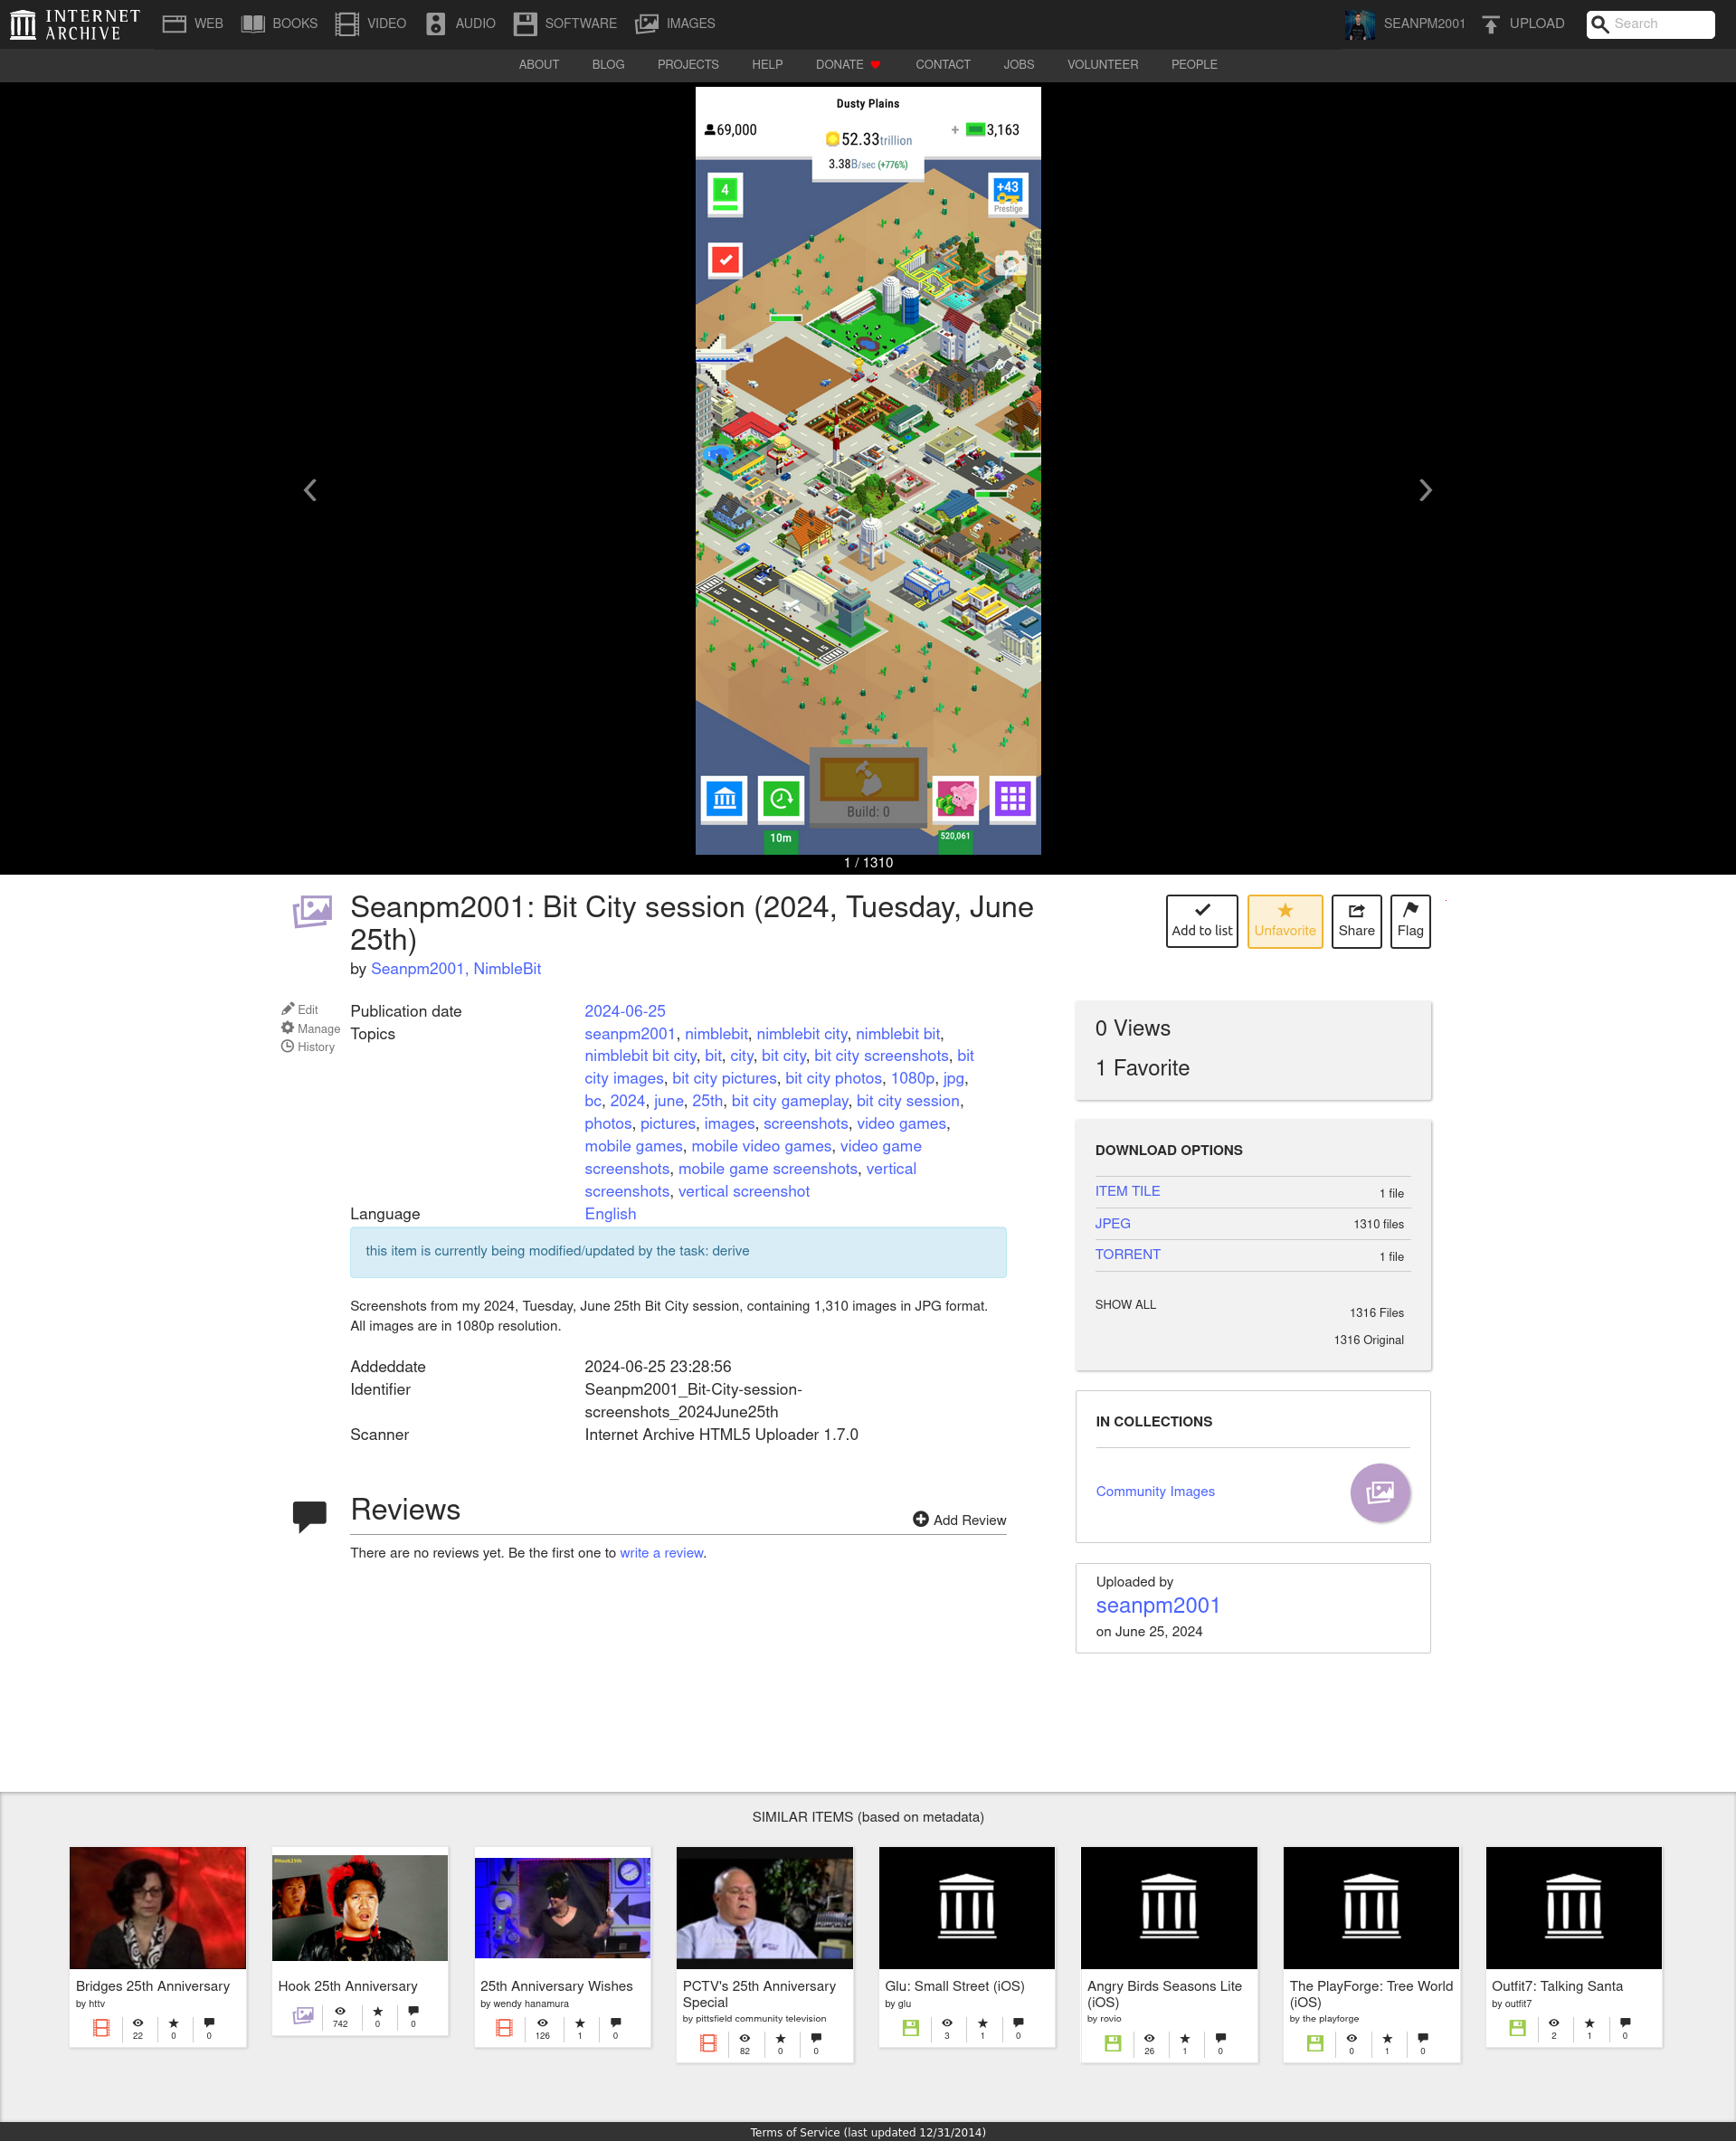 INTERNET ARCHIVE
WEB BOOKS VIDEO AUDIO SOFTWARE IMAGES SEANPM2001 UPLOAD Search
ABOUT BLOG PROJECTS HELP DONATE CONTACT JOBS VOLUNTEER PEOPLE
Dusty Plains
69,000 52.33trillion + 3,163
3.38B/sec (+776%)
4
+43
Prestige
Build: 0
10m
520,061
1 / 1310
Seanpm2001: Bit City session (2024, Tuesday, June
25th)
by Seanpm2001, NimbleBit
Add to list Unfavorite Share Flag
Edit
Manage
History
Publication date 2024-06-25
Topics seanpm2001, nimblebit, nimblebit city, nimblebit bit,
nimblebit bit city, bit, city, bit city, bit city screenshots, bit
city images, bit city pictures, bit city photos, 1080p, jpg,
bc, 2024, june, 25th, bit city gameplay, bit city session,
photos, pictures, images, screenshots, video games,
mobile games, mobile video games, video game
screenshots, mobile game screenshots, vertical
screenshots, vertical screenshot
Language English
this item is currently being modified/updated by the task: derive
Screenshots from my 2024, Tuesday, June 25th Bit City session, containing 1,310 images in JPG format.
All images are in 1080p resolution.
Addeddate 2024-06-25 23:28:56
Identifier Seanpm2001_Bit-City-session-
screenshots_2024June25th
Scanner Internet Archive HTML5 Uploader 1.7.0
Reviews
Add Review
There are no reviews yet. Be the first one to write a review.
0 Views
1 Favorite
DOWNLOAD OPTIONS
ITEM TILE 1 file
JPEG 1310 files
TORRENT 1 file
SHOW ALL 1316 Files
1316 Original
IN COLLECTIONS
Community Images
Uploaded by
seanpm2001
on June 25, 2024
SIMILAR ITEMS (based on metadata)
Bridges 25th Anniversary
by httv
22 0 0
Hook 25th Anniversary
742 0 0
25th Anniversary Wishes
by wendy hanamura
126 1 0
PCTV's 25th Anniversary
Special
by pittsfield community television
82 0 0
Glu: Small Street (iOS)
by glu
3 1 0
Angry Birds Seasons Lite
(iOS)
by rovio
26 1 0
The PlayForge: Tree World
(iOS)
by the playforge
0 1 0
Outfit7: Talking Santa
by outfit7
2 1 0
Terms of Service (last updated 12/31/2014)